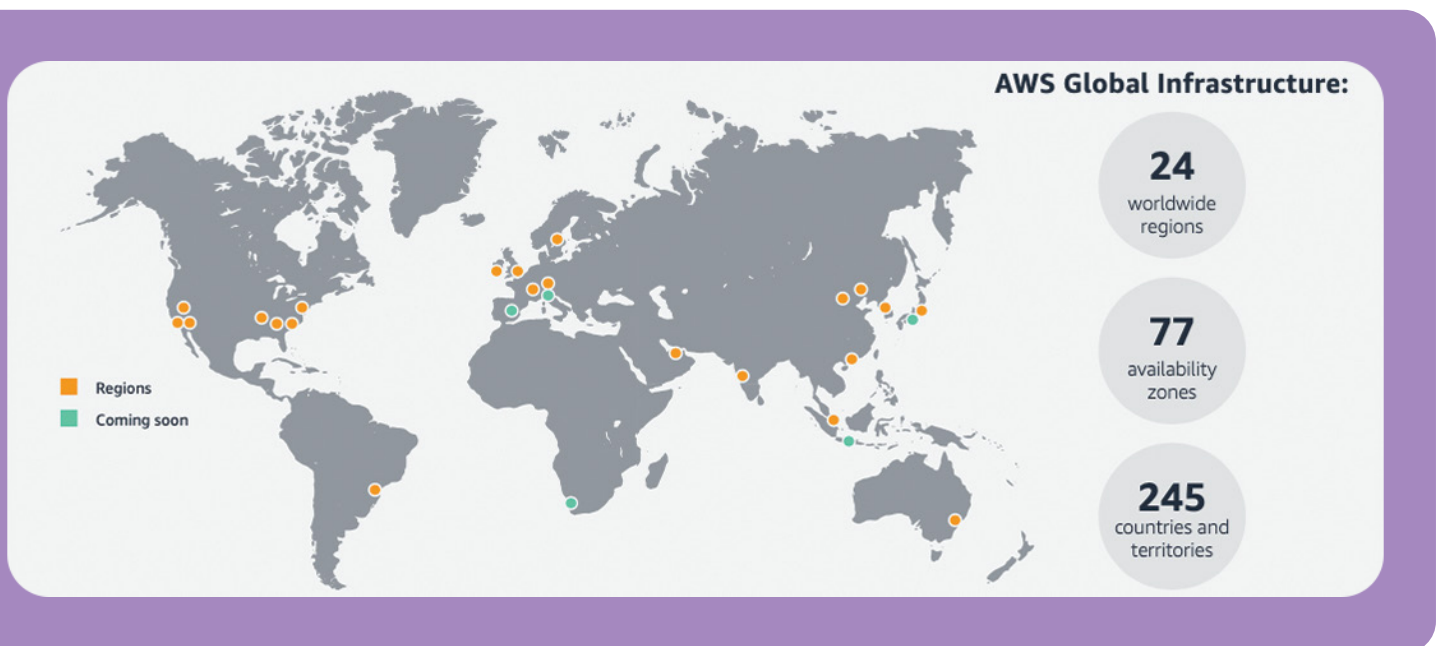 AWS Global Infrastructure:
24
worldwide
regions
77
availability
zones
245
countries and
territories
Regions
Coming soon